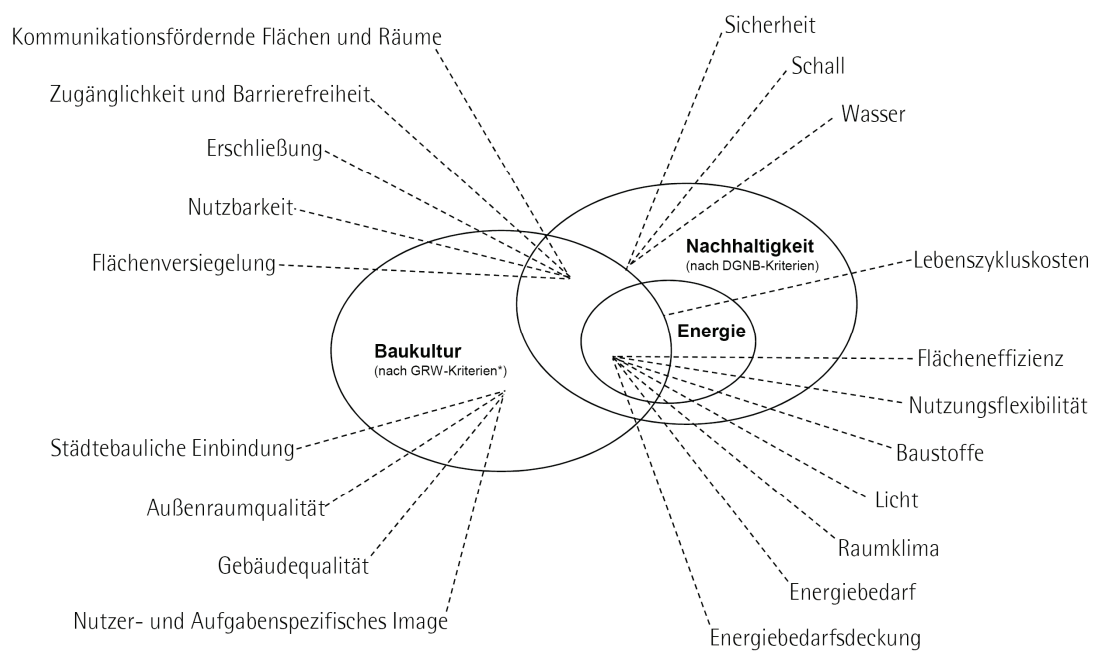 Kommunikationsfördernde Flächen und Räume
Zugänglichkeit und Barrierefreiheit
Erschließung
Nutzbarkeit
Flächenversiegelung
Sicherheit
Schall
Wasser
Nachhaltigkeit
(nach DGNB-Kriterien)
Lebenszykluskosten
Energie
Baukultur
(nach GRW-Kriterien*)
Flächeneffizienz
Nutzungsflexibilität
Baustoffe
Licht
Raumklima
Energiebedarf
Energiebedarfsdeckung
Städtebauliche Einbindung
Außenraumqualität
Gebäudequalität
Nutzer- und Aufgabenspezifisches Image